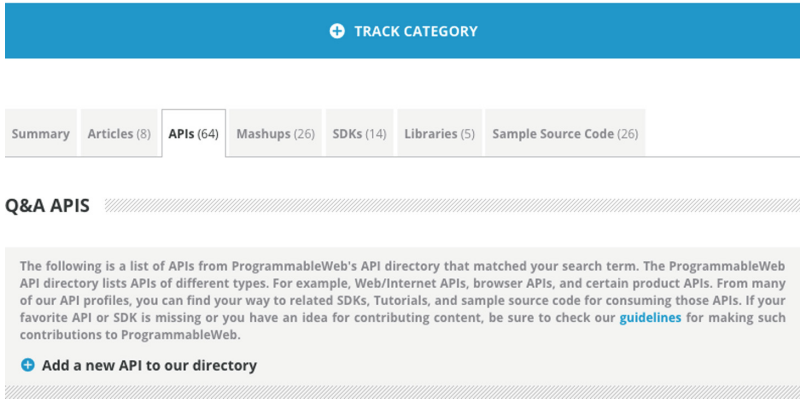 TRACK CATEGORY
Summary Articles (8) APIs (64) Mashups (26) SDKs (14) Libraries (5) Sample Source Code (26)
Q&A APIS
The following is a list of APIs from ProgrammableWeb's API directory that matched your search term. The ProgrammableWeb
API directory lists APIs of different types. For example, Web/Internet APIs, browser APIs, and certain product APIs. From many
of our API profiles, you can find your way to related SDKs, Tutorials, and sample source code for consuming those APIs. If your
favorite API or SDK is missing or you have an idea for contributing content, be sure to check our guidelines for making such
contributions to ProgrammableWeb.
Add a new API to our directory